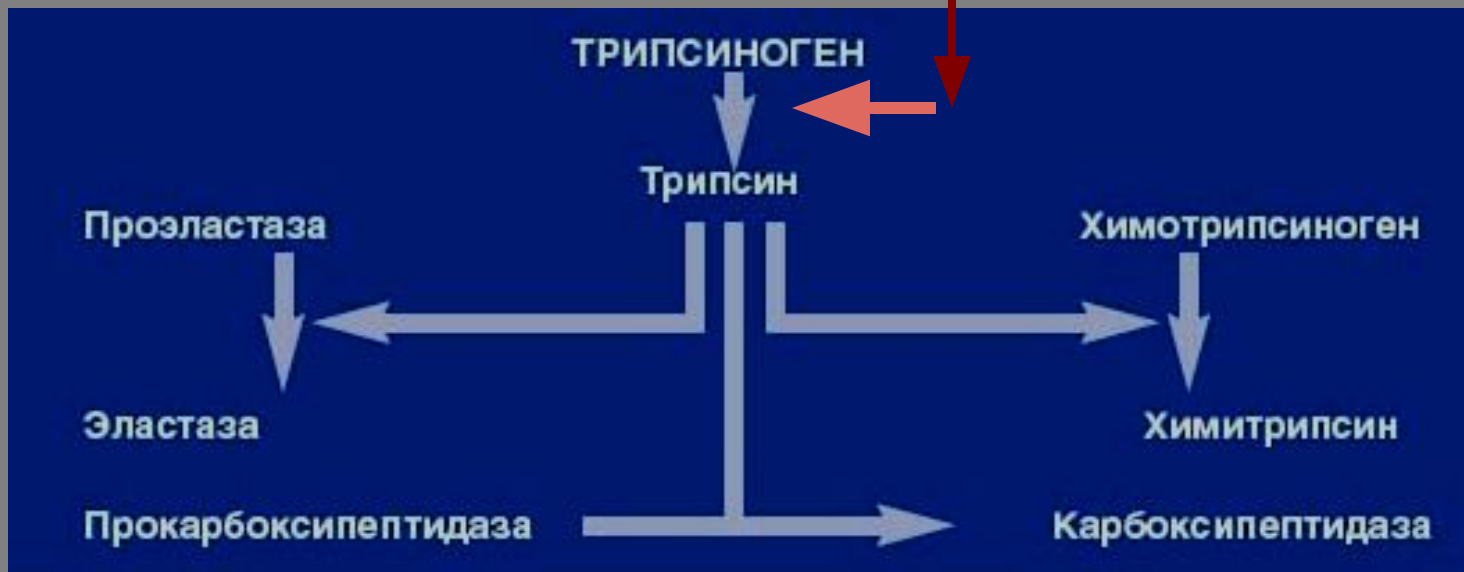 ТРИПСИНОГЕН
Трипсин
Проэластаза
Химотрипсиноген
Эластаза
Химитрипсин
Прокарбоксипептидаза
Карбоксипептидаза